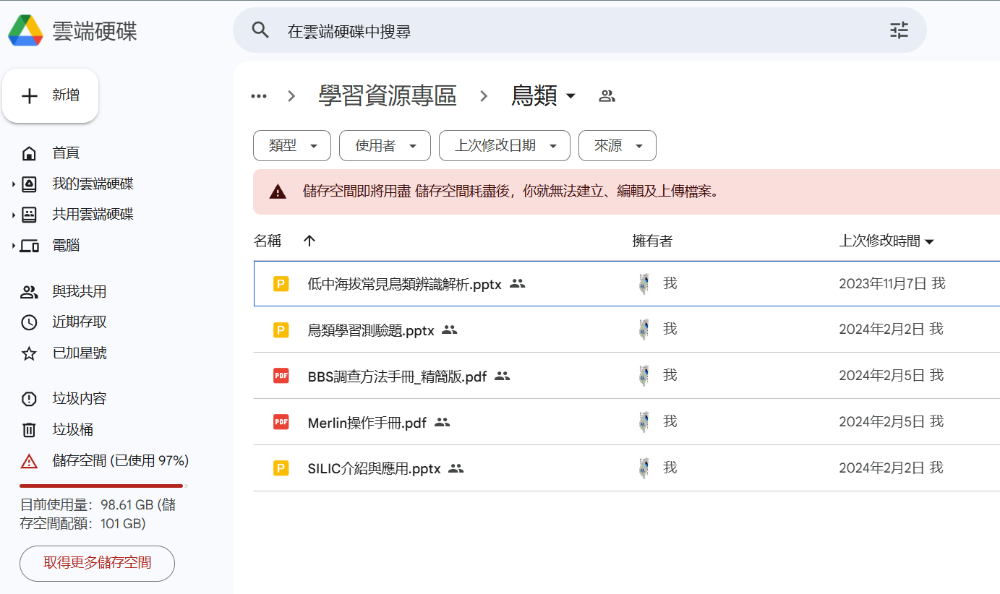 雲端硬碟
在雲端硬碟中搜尋
新增
首頁
我的雲端硬碟
共用雲端硬碟
電腦
與我共用
近期存取
已加星號
垃圾內容
垃圾桶
儲存空間 (已使用 97%)
目前使用量：98.61 GB (儲
存空間配額：101 GB)
取得更多儲存空間
… > 學習資源專區 > 鳥類
類型 使用者 上次修改日期 來源
儲存空間即將用盡 儲存空間耗盡後，你就無法建立、編輯及上傳檔案。
名稱 擁有者 上次修改時間
P 低中海拔常見鳥類辨識解析.pptx 我 2023年11月7日 我
P 鳥類學習測驗題.pptx 我 2024年2月2日 我
PDF BBS調查方法手冊_精簡版.pdf 我 2024年2月5日 我
PDF Merlin操作手冊.pdf 我 2024年2月5日 我
P SILIC介紹與應用.pptx 我 2024年2月2日 我